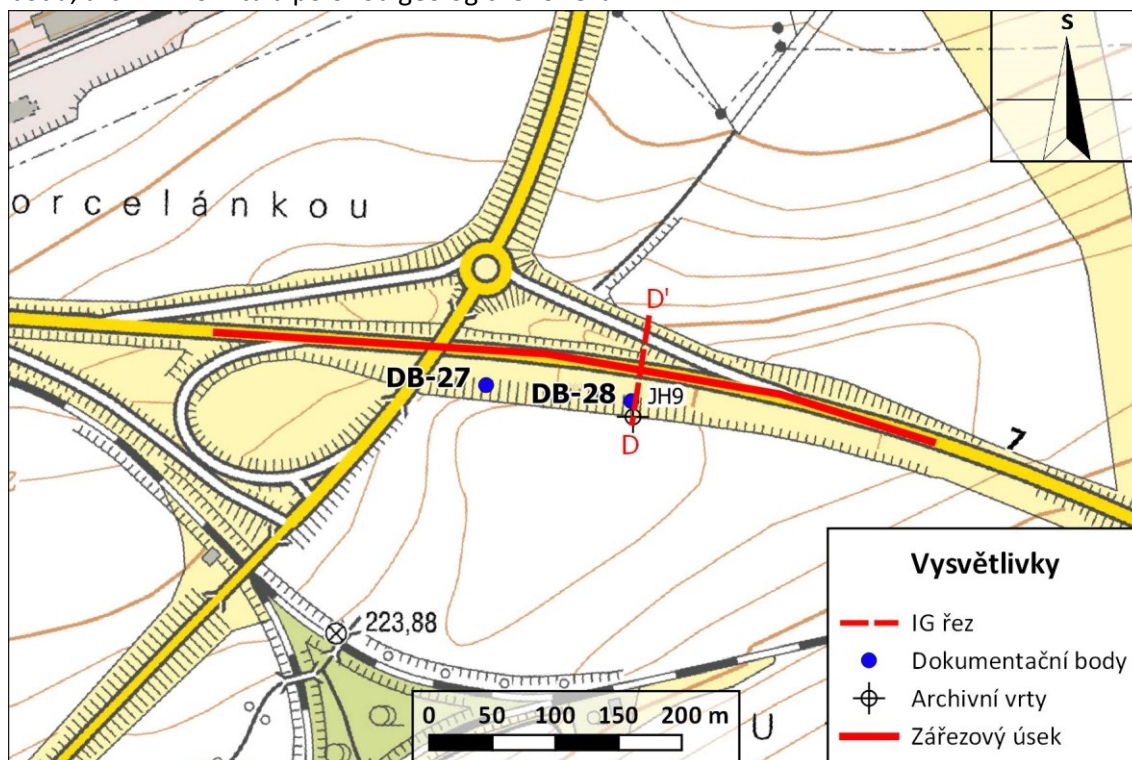 S
orcelánkou
D'
DB-27
DB-28
JH9
D
7
223,88
U
0 50 100 150 200 m
Vysvětlivky
IG řez
Dokumentační body
Archivní vrty
Zářezový úsek